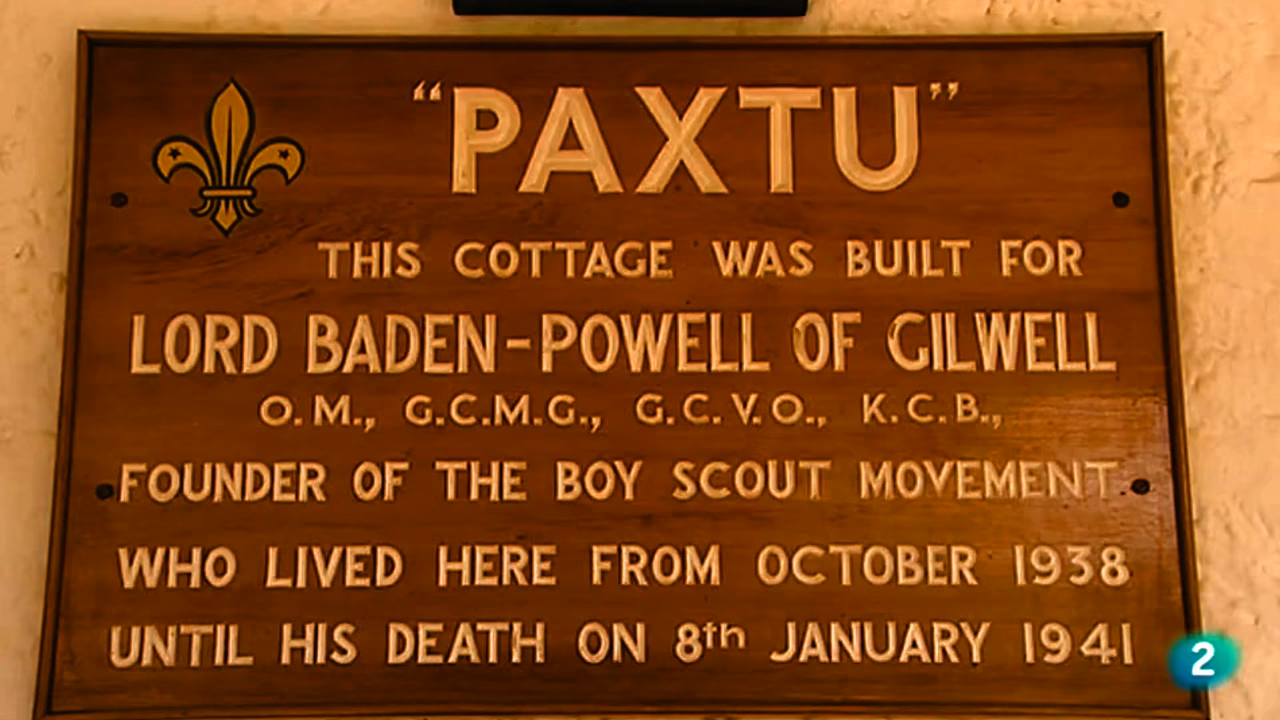 “PAXTU”
THIS COTTAGE WAS BUILT FOR
LORD BADEN-POWELL OF GILWELL
O.M., G.C.M.G., G.C.V.O., K.C.B.,
FOUNDER OF THE BOY SCOUT MOVEMENT
WHO LIVED HERE FROM OCTOBER 1938
UNTIL HIS DEATH ON 8th JANUARY 1941
2